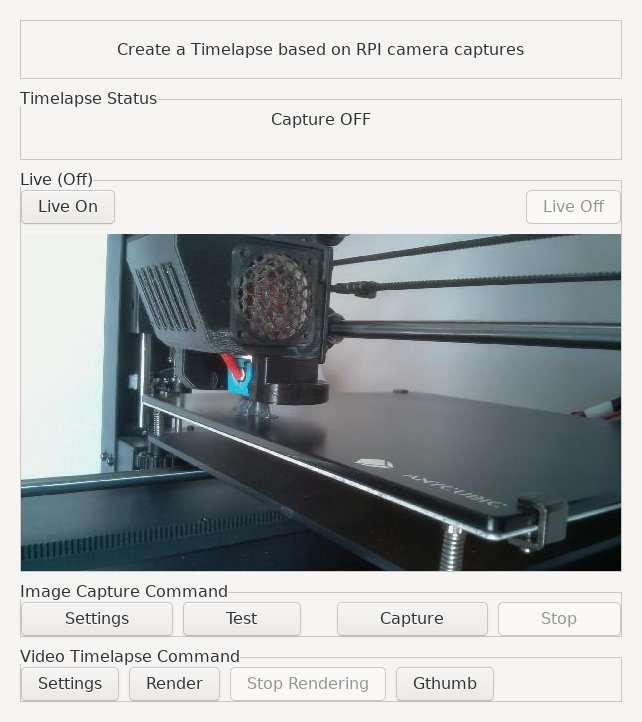 Create a Timelapse based on RPI camera captures
Timelapse Status
Capture OFF
Live (Off)
Live On
Live Off
ANYCUBIC
Image Capture Command
Settings
Test
Capture
Stop
Video Timelapse Command
Settings
Render
Stop Rendering
Gthumb